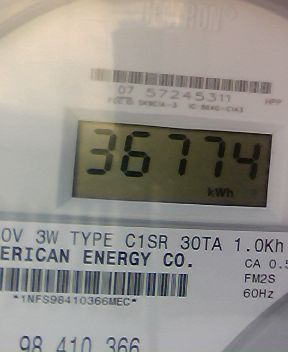 07 57245311
36774
kWh
0V 3W TYPE C1SR 30TA 1.0Kh
ERICAN ENERGY CO.
CA 0.5
FM2S
60Hz
*1NFS98410366MEC*
98 410 366